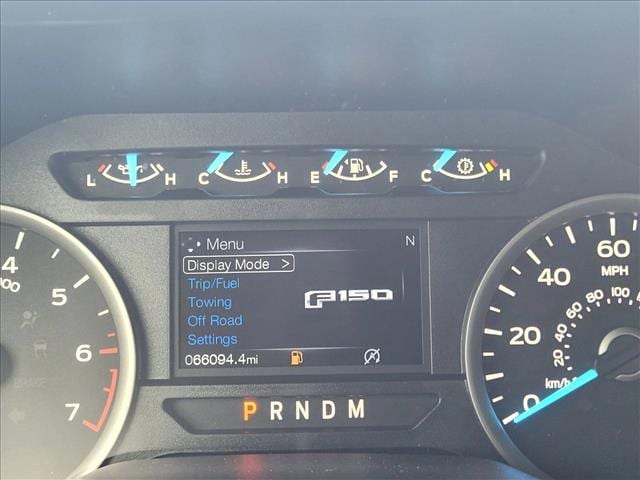 L H C H E F C H
Menu N
Display Mode >
Trip/Fuel
Towing
Off Road
Settings
F150
066094.4mi
P R N D M
4
5
6
7
000
0
20
40
60
MPH
20
40
60
80
100
km/h